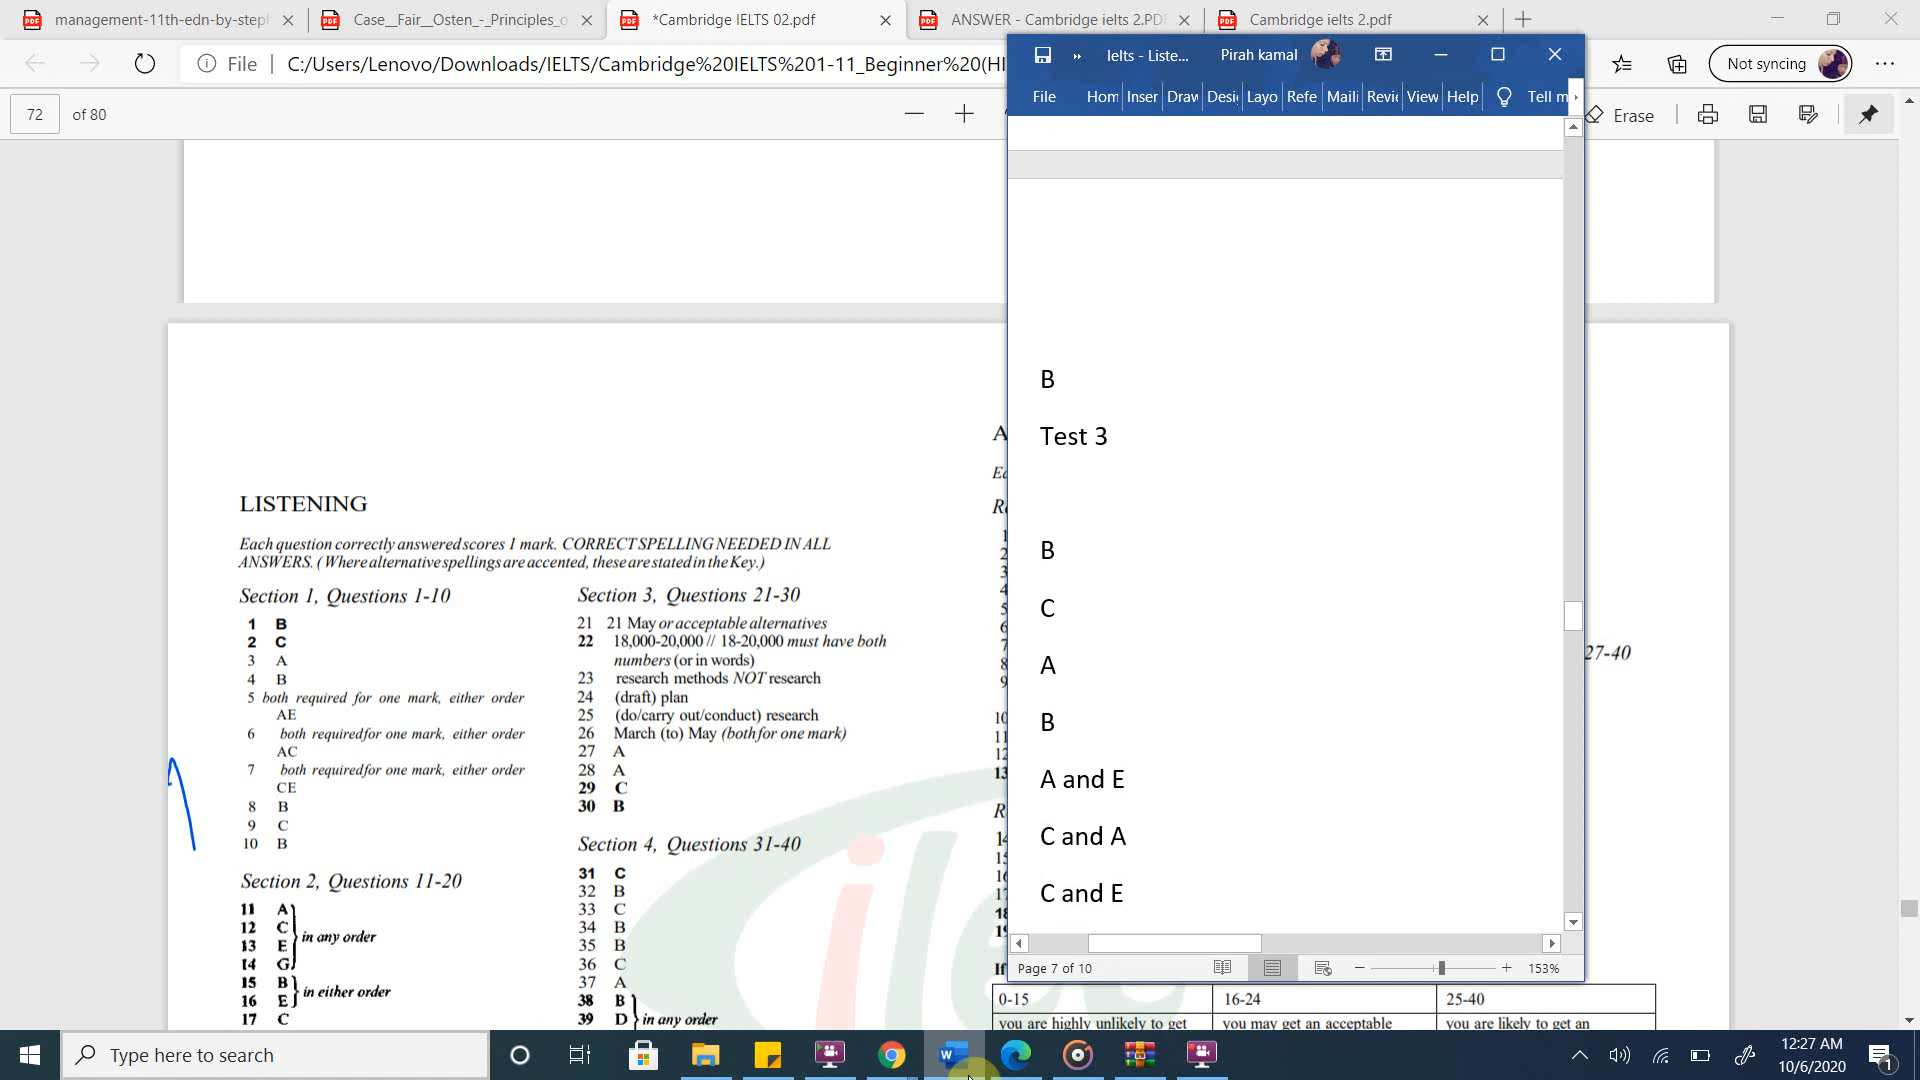 management-11th-edn-by-steph
Case__Fair__Osten_-_Principles_o
*Cambridge IELTS 02.pdf
ANSWER - Cambridge ielts 2.PDF
Cambridge ielts 2.pdf
File
C:/Users/Lenovo/Downloads/IELTS/Cambridge%20IELTS%201-11_Beginner%20(HI
Not syncing
72 of 80
Erase
Ielts - Liste...
Pirah kamal
File Hom Inser Draw Desi Layo Refe Maili Revie View Help Tell m
B
Test 3
B
C
A
B
A and E
C and A
C and E
Page 7 of 10
153%
LISTENING
Each question correctly answered scores 1 mark. CORRECT SPELLING NEEDED IN ALL
ANSWERS. (Where alternative spellings are accented, these are stated in the Key.)
Section 1, Questions 1-10
1 B
2 C
3 A
4 B
5 both required for one mark, either order
AE
6 both required for one mark, either order
AC
7 both required for one mark, either order
CE
8 B
9 C
10 B
Section 2, Questions 11-20
11 A
12 C
13 E
14 G
in any order
15 B
16 E
in either order
17 C
Section 3, Questions 21-30
21 21 May or acceptable alternatives
22 18,000-20,000 // 18-20,000 must have both
numbers (or in words)
23 research methods NOT research
24 (draft) plan
25 (do/carry out/conduct) research
26 March (to) May (both for one mark)
27 A
28 A
29 C
30 B
Section 4, Questions 31-40
31 C
32 B
33 C
34 B
35 B
36 C
37 A
38 B
39 D
in any order
27-40
0-15 16-24 25-40
you are highly unlikely to get you may get an acceptable you are likely to get an
Type here to search
12:27 AM
10/6/2020
1